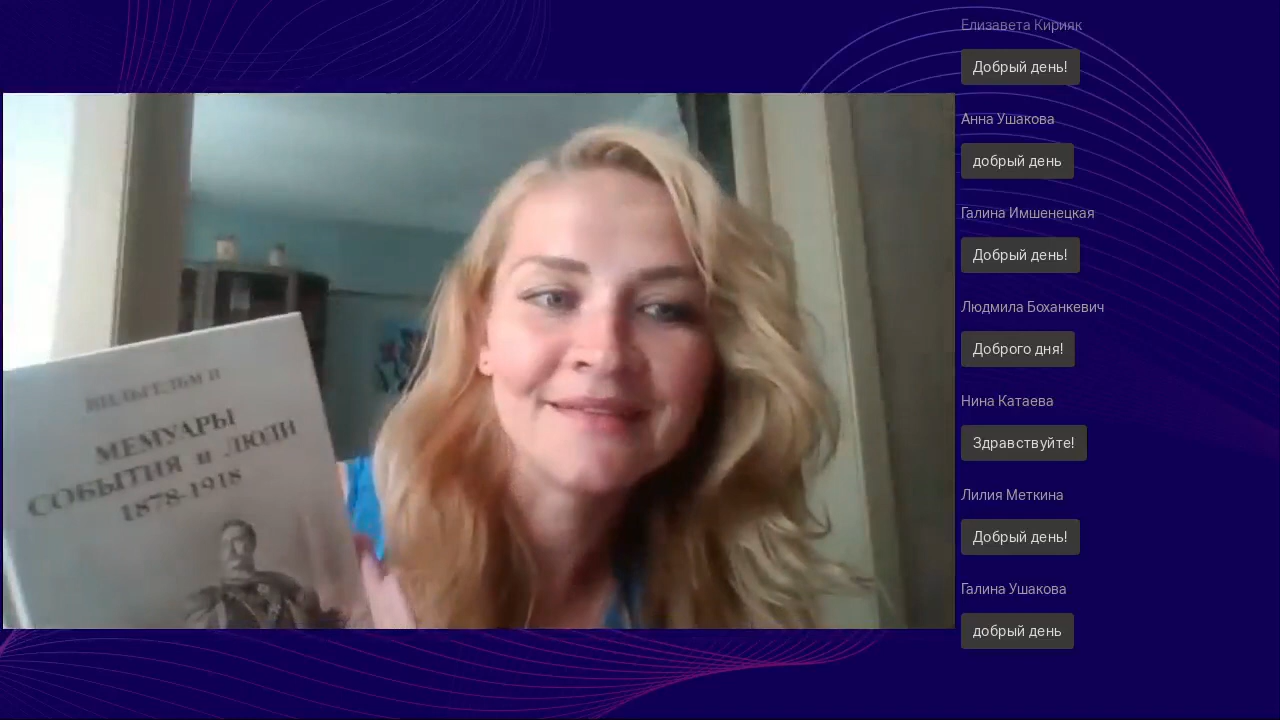 ВИЛЬГЕЛЬМ II
МЕМУАРЫ
СОБЫТИЯ и ЛЮДИ
1878-1918
Елизавета Кирияк
Добрый день!
Анна Ушакова
добрый день
Галина Имшенецкая
Добрый день!
Людмила Боханкевич
Доброго дня!
Нина Катаева
Здравствуйте!
Лилия Меткина
Добрый день!
Галина Ушакова
добрый день